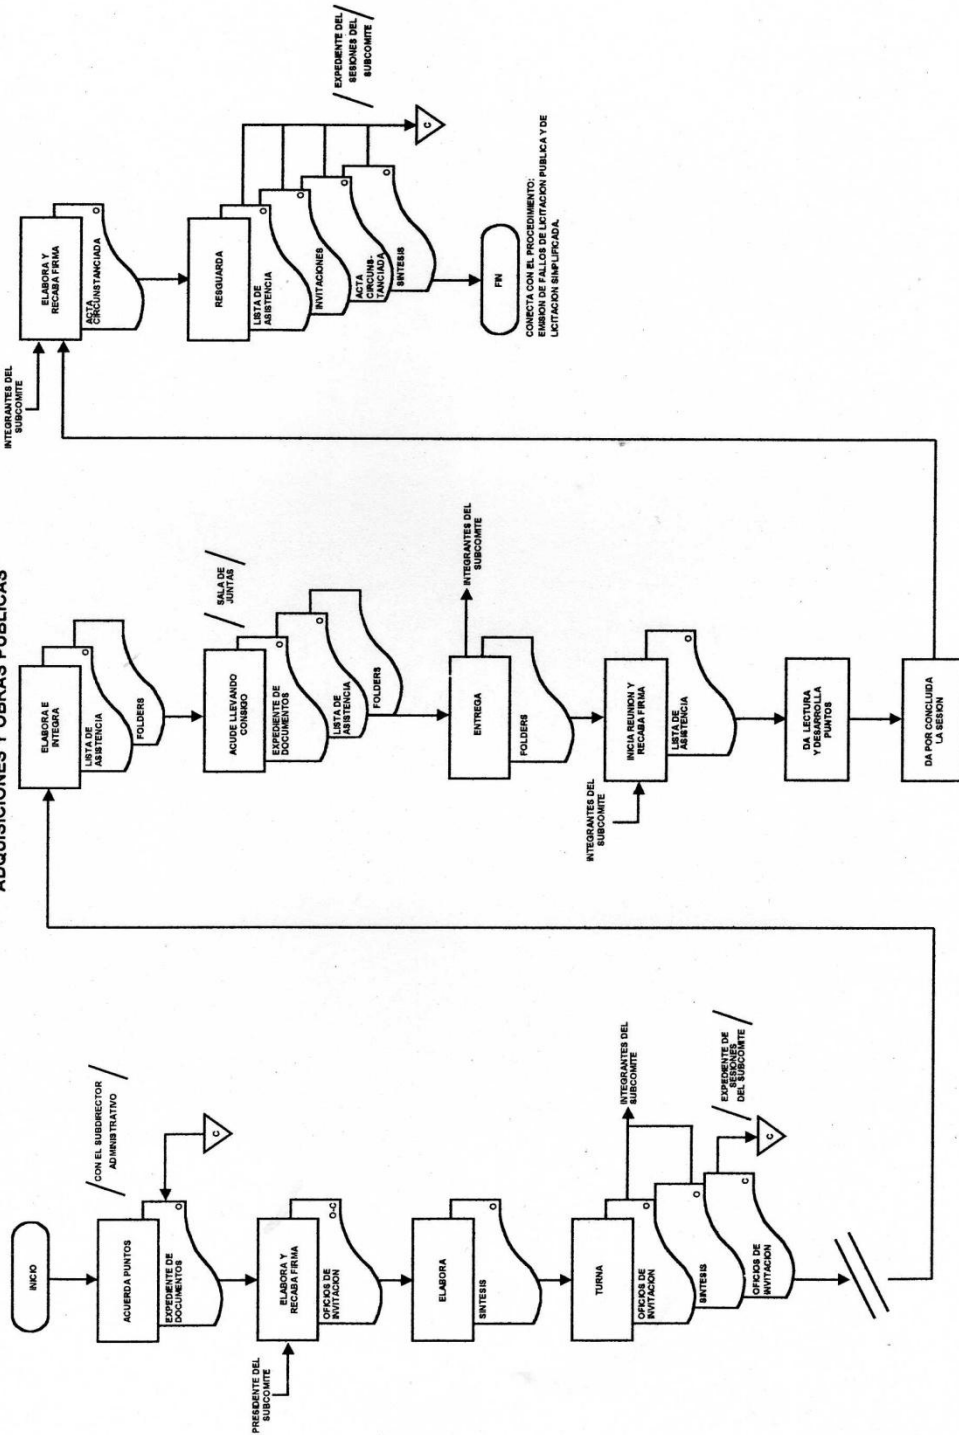 ADQUISICIONES Y OBRAS PUBLICAS
INICIO
CON EL SUBDIRECTOR
ADMINISTRATIVO
ACUERDA PUNTOS
EXPEDIENTE DE
DOCUMENTOS
O
C
PRESIDENTE DEL
SUBCOMITE
ELABORA Y
RECABA FIRMA
OFICIOS DE
INVITACION
O-C
ELABORA
SINTESIS
O
TURNA
OFICIOS DE
INVITACION
O
SINTESIS
O
OFICIOS DE
INVITACION
C
INTEGRANTES DEL
SUBCOMITE
EXPEDIENTE DE
SESIONES
DEL SUBCOMITE
C
ELABORA E
INTEGRA
LISTA DE
ASISTENCIA
O
FOLDERS
SALA DE
JUNTAS
ACUDE LLEVANDO
CONSIGO
EXPEDIENTE DE
DOCUMENTOS
O
LISTA DE
ASISTENCIA
O
FOLDERS
ENTREGA
FOLDERS
INTEGRANTES DEL
SUBCOMITE
INTEGRANTES DEL
SUBCOMITE
INICIA REUNION Y
RECABA FIRMA
LISTA DE
ASISTENCIA
O
DA LECTURA
Y DESARROLLA
PUNTOS
DA POR CONCLUIDA
LA SESION
INTEGRANTES DEL
SUBCOMITE
ELABORA Y
RECABA FIRMA
ACTA
CIRCUNSTANCIADA
O
RESGUARDA
LISTA DE
ASISTENCIA
O
INVITACIONES
O
ACTA
CIRCUNS-
TANCIADA
O
SINTESIS
O
EXPEDIENTE DEL
SESIONES DEL
SUBCOMITE
C
FIN
CONECTA CON EL PROCEDIMIENTO:
EMISION DE FALLOS DE LICITACION PUBLICA Y DE
LICITACION SIMPLIFICADA.